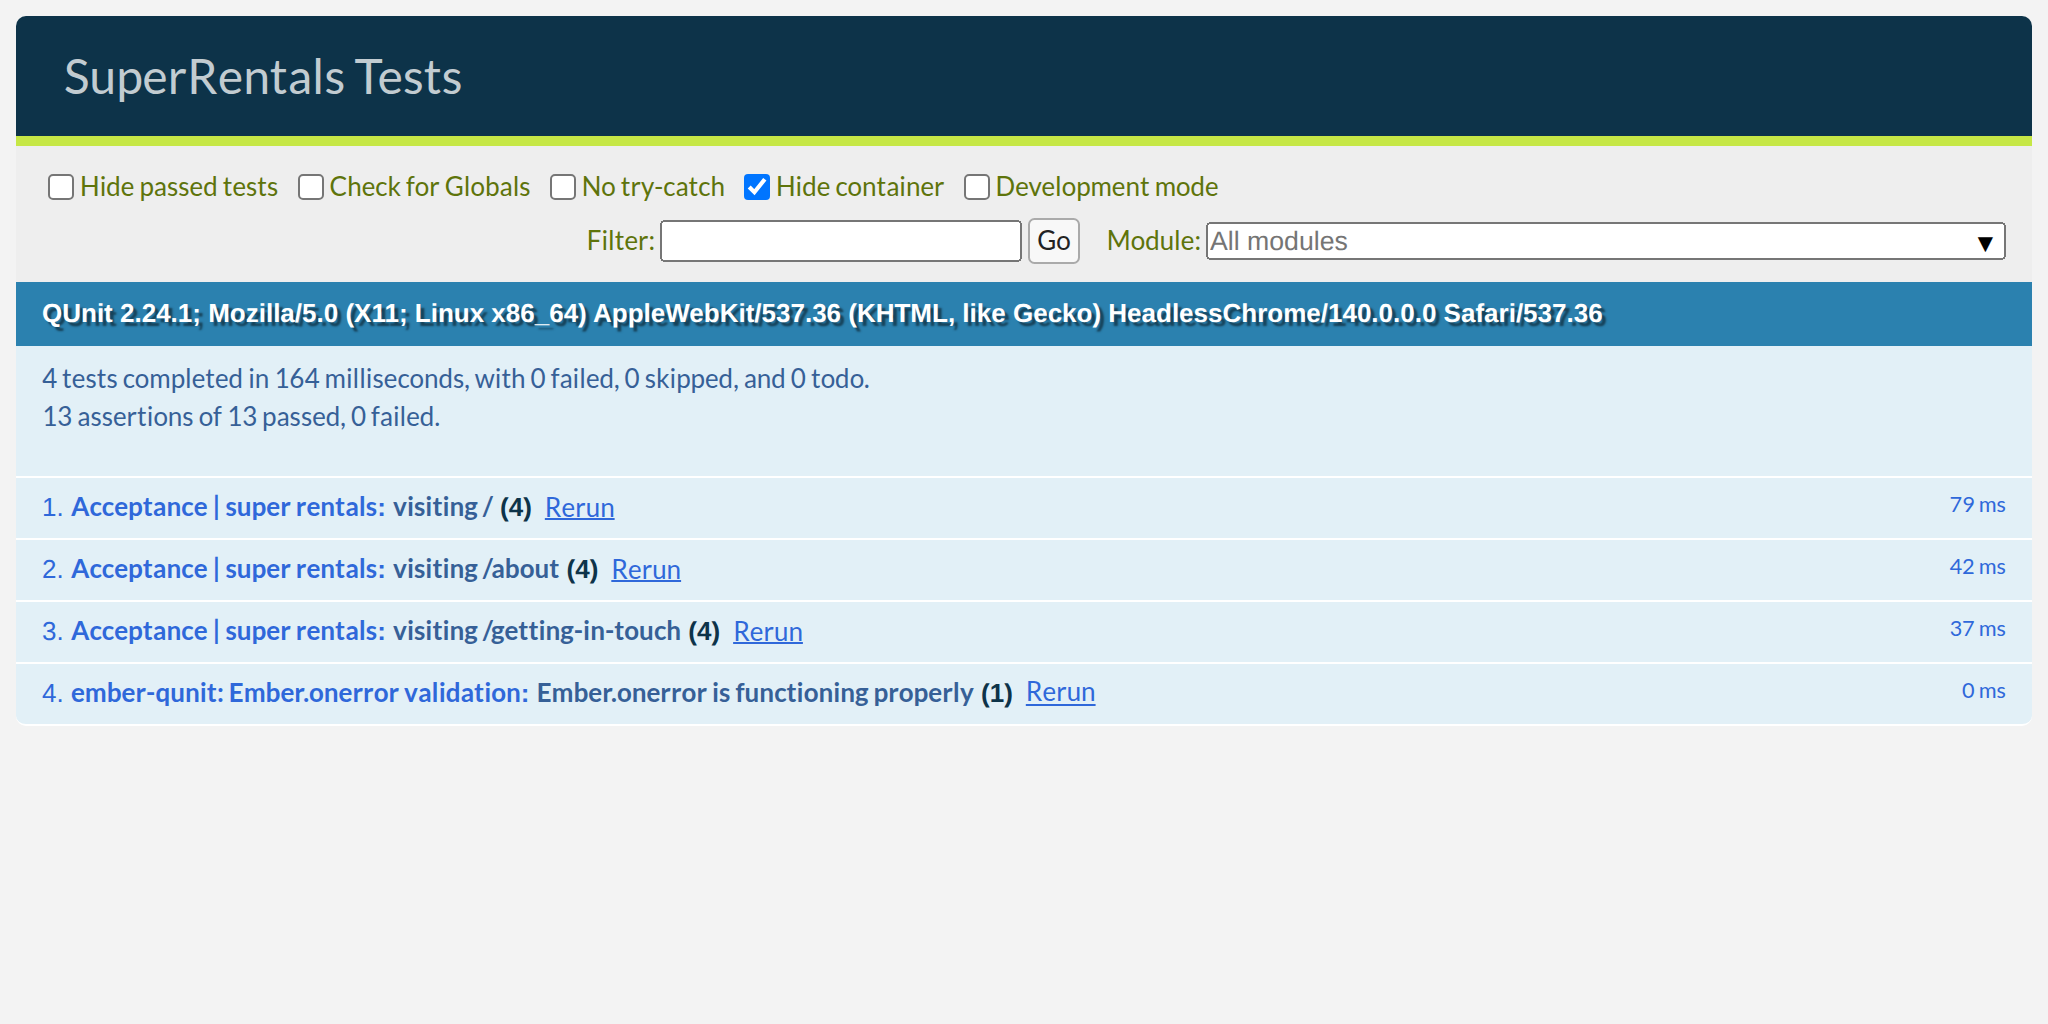 SuperRentals Tests
Hide passed tests Check for Globals No try-catch Hide container Development mode
Filter: Go Module: All modules ▼
QUnit 2.24.1; Mozilla/5.0 (X11; Linux x86_64) AppleWebKit/537.36 (KHTML, like Gecko) HeadlessChrome/140.0.0.0 Safari/537.36
4 tests completed in 164 milliseconds, with 0 failed, 0 skipped, and 0 todo.
13 assertions of 13 passed, 0 failed.
1. Acceptance | super rentals: visiting / (4) Rerun 79 ms
2. Acceptance | super rentals: visiting /about (4) Rerun 42 ms
3. Acceptance | super rentals: visiting /getting-in-touch (4) Rerun 37 ms
4. ember-qunit: Ember.onerror validation: Ember.onerror is functioning properly (1) Rerun 0 ms